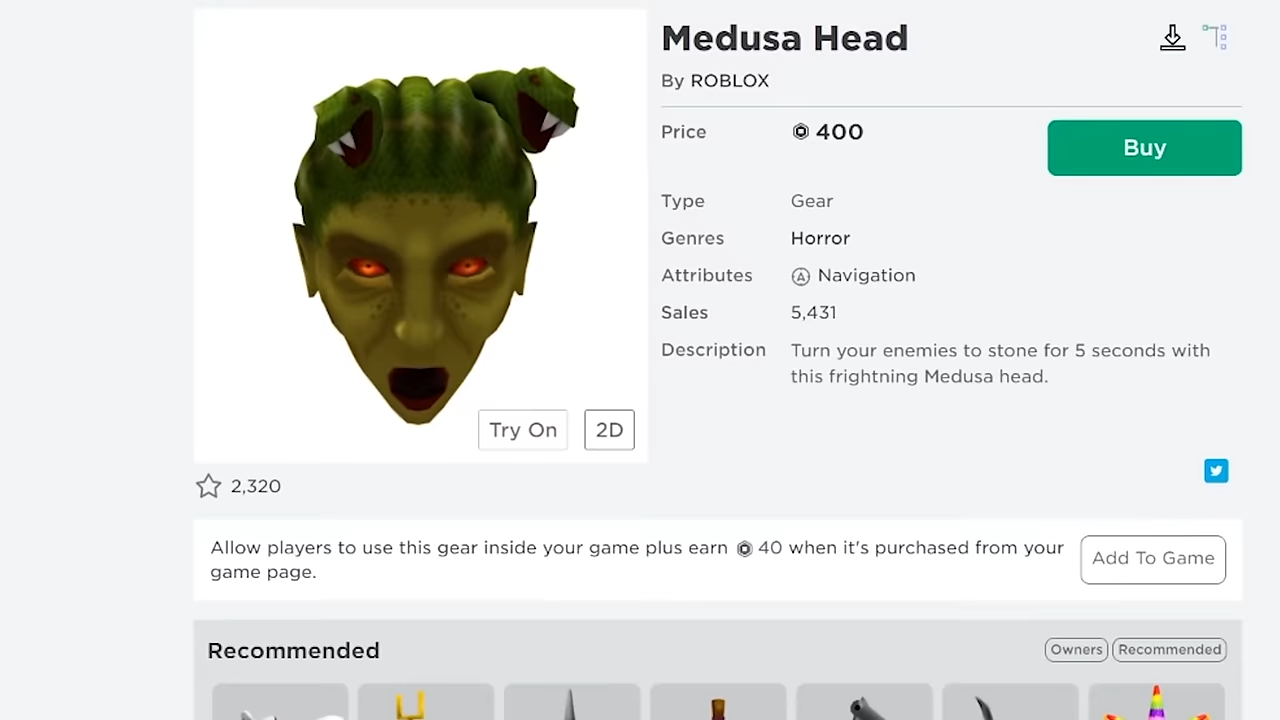 Medusa Head
By ROBLOX
Price 400
Buy
Type Gear
Genres Horror
Attributes A Navigation
Sales 5,431
Description Turn your enemies to stone for 5 seconds with
this frightning Medusa head.
Try On 2D
2,320
Allow players to use this gear inside your game plus earn 40 when it's purchased from your
game page.
Add To Game
Recommended
Owners Recommended